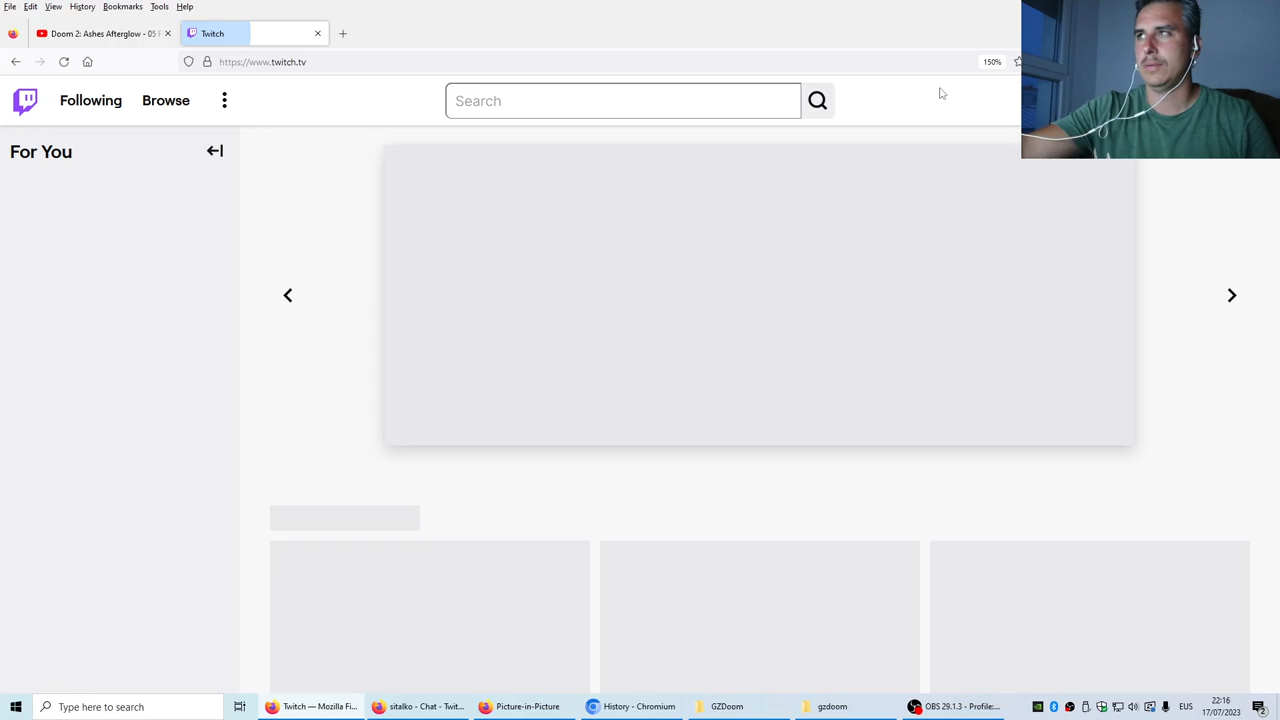 File Edit View History Bookmarks Tools Help
Doom 2: Ashes Afterglow - 05 F
Twitch
https://www.twitch.tv
150%
Following Browse
Search
For You
Type here to search
Twitch — Mozilla Fi...
sitalko - Chat - Twit...
Picture-in-Picture
History - Chromium
GZDoom
gzdoom
OBS 29.1.3 - Profile:...
EUS
22:16
17/07/2023
2